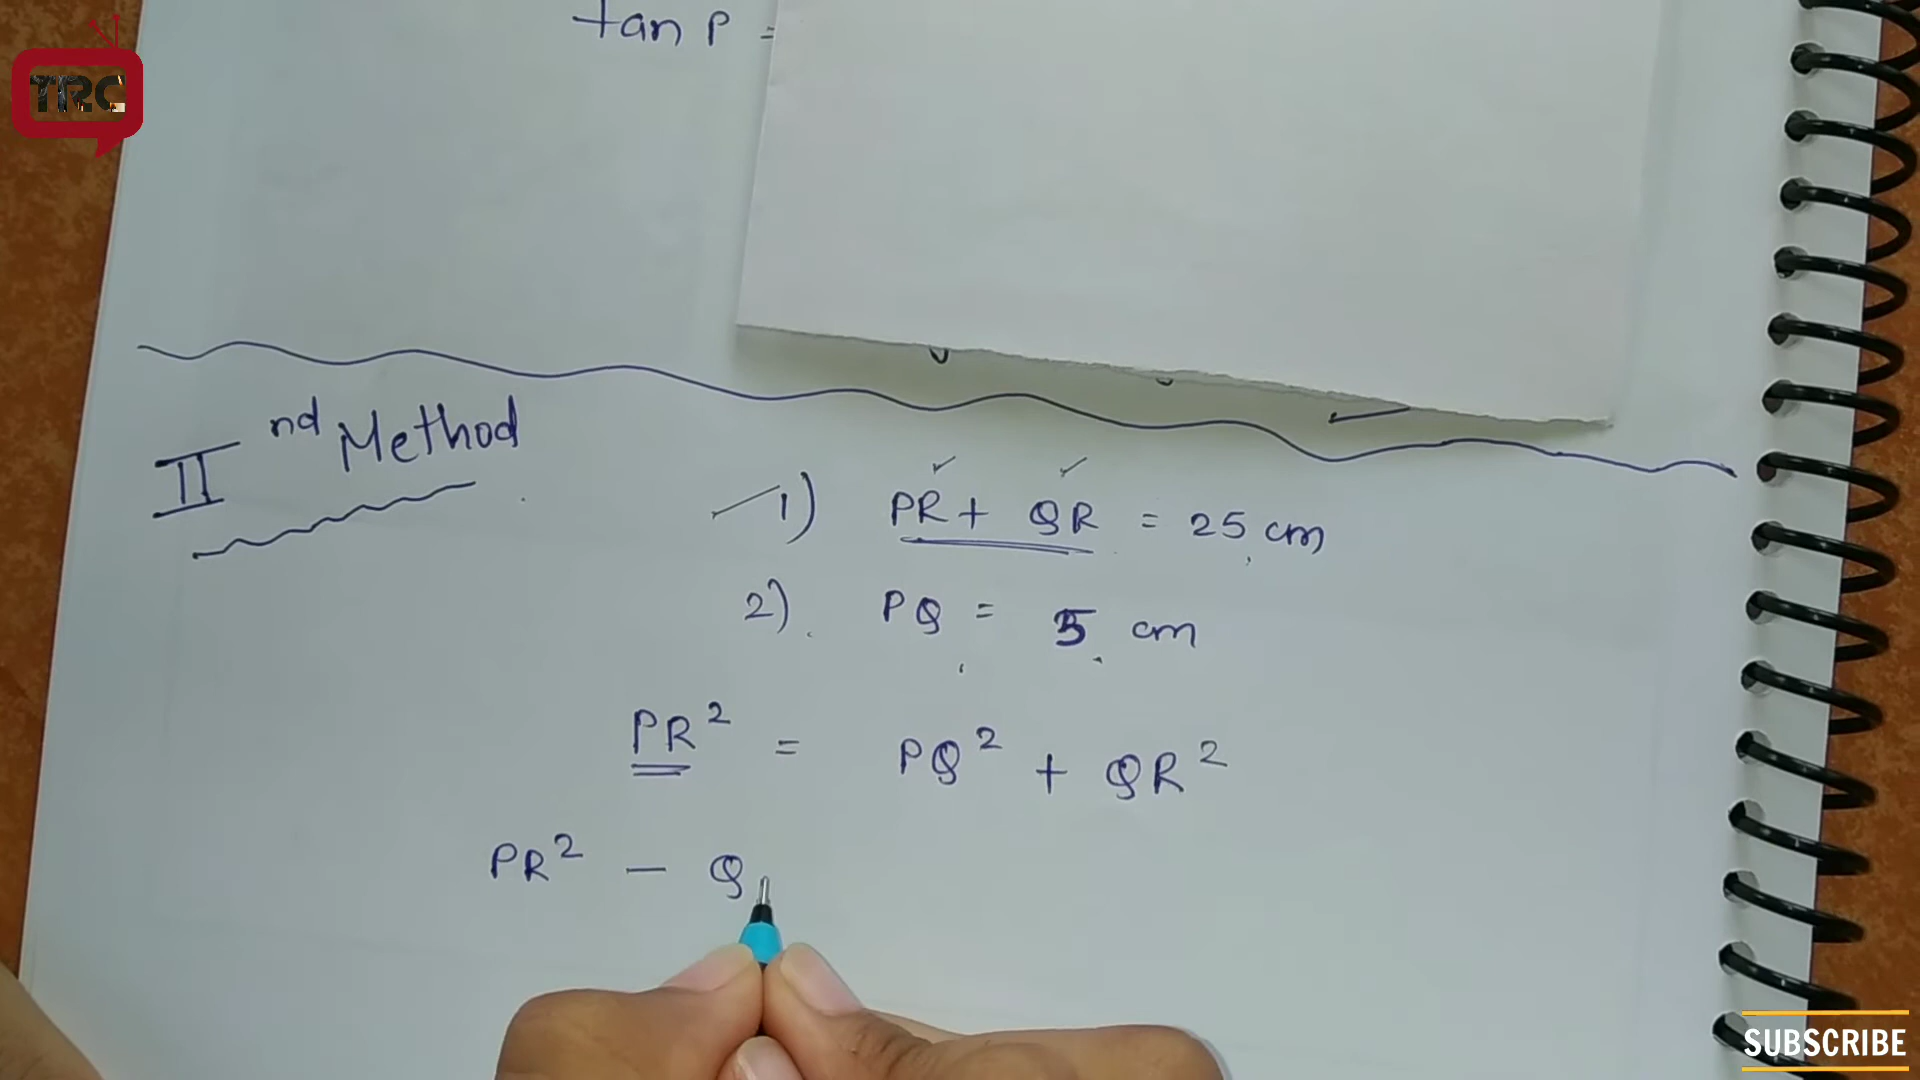 tan P =
TRC
II nd Method
1) PR + QR = 25 cm
2) PQ = 5 cm
PR² = PQ² + QR²
PR² — Q
SUBSCRIBE